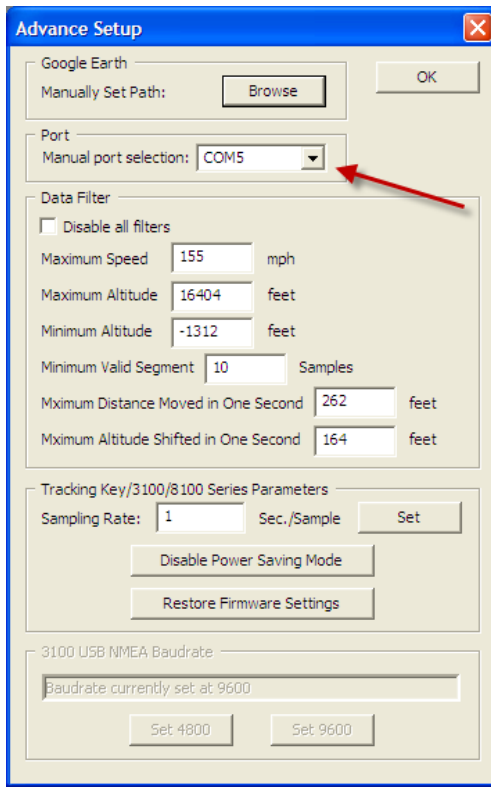 Advance Setup
Google Earth
Manually Set Path: Browse OK
Port
Manual port selection: COM5
Data Filter
Disable all filters
Maximum Speed 155 mph
Maximum Altitude 16404 feet
Minimum Altitude -1312 feet
Minimum Valid Segment 10 Samples
Mximum Distance Moved in One Second 262 feet
Mximum Altitude Shifted in One Second 164 feet
Tracking Key/3100/8100 Series Parameters
Sampling Rate: 1 Sec./Sample Set
Disable Power Saving Mode
Restore Firmware Settings
3100 USB NMEA Baudrate
Baudrate currently set at 9600
Set 4800 Set 9600